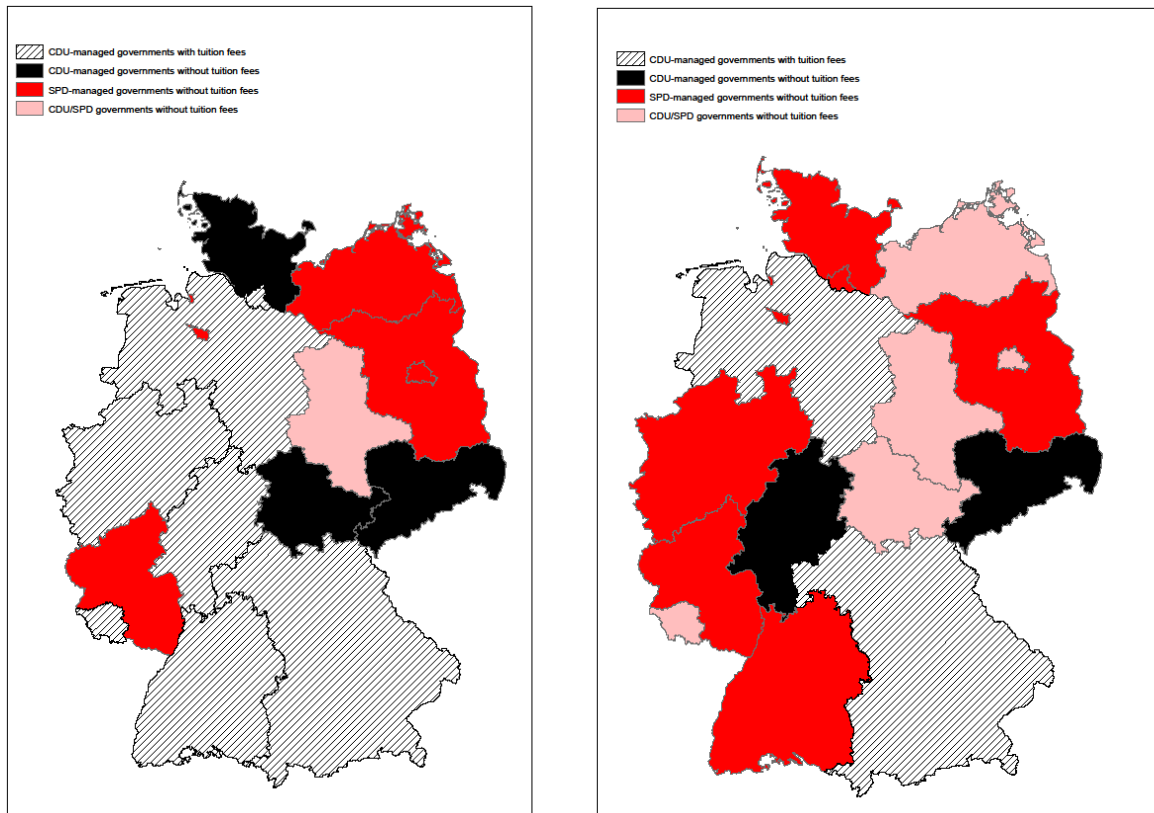 CDU-managed governments with tuition fees
CDU-managed governments without tuition fees
SPD-managed governments without tuition fees
CDU/SPD governments without tuition fees
CDU-managed governments with tuition fees
CDU-managed governments without tuition fees
SPD-managed governments without tuition fees
CDU/SPD governments without tuition fees